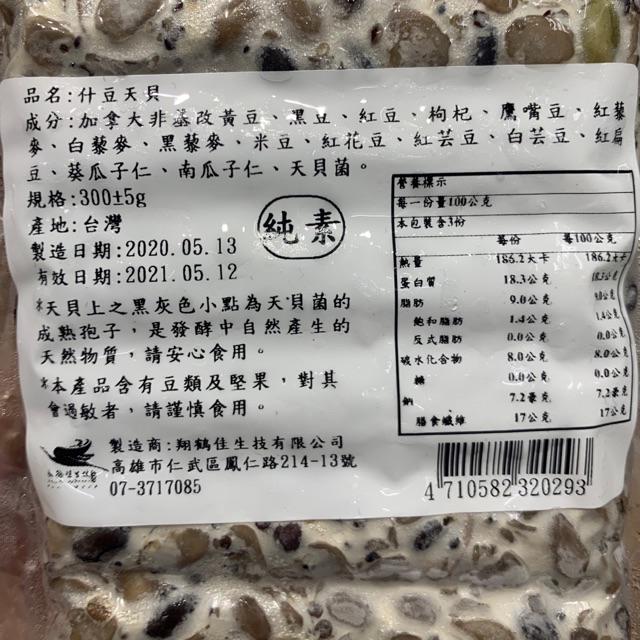 品名:什豆天貝
成分:加拿大非基改黃豆、黑豆、紅豆、枸杞、鷹嘴豆、紅藜
麥、白藜麥、黑藜麥、米豆、紅花豆、紅芸豆、白芸豆、紅扁
豆、葵瓜子仁、南瓜子仁、天貝菌。
規格:300±5g
產地:台灣
純素
製造日期:2020.05.13
有效日期:2021.05.12
*天貝上之黑灰色小點為天貝菌的
成熟孢子,是發酵中自然產生的
天然物質,請安心食用。
*本產品含有豆類及堅果,對其
會過敏者,請謹慎食用。
製造商:翔鶴佳生技有限公司
高雄市仁武區鳳仁路214-13號
07-3717085
營養標示
每一份量100公克
本包裝含3份
每份 每100公克
熱量 186.2大卡 186.2大卡
蛋白質 18.3公克 18.3公克
脂肪 9.0公克 9.0公克
飽和脂肪 1.4公克 1.4公克
反式脂肪 0.0公克 0.0公克
碳水化合物 8.0公克 8.0公克
糖 0.0公克 0.0公克
鈉 7.2毫克 7.2毫克
膳食纖維 17公克 17公克
4 710582 320293